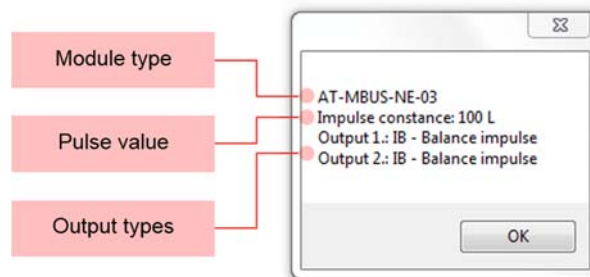 Module type
Pulse value
Output types
AT-MBUS-NE-03
Impulse constance: 100 L
Output 1.: IB - Balance impulse
Output 2.: IB - Balance impulse
OK